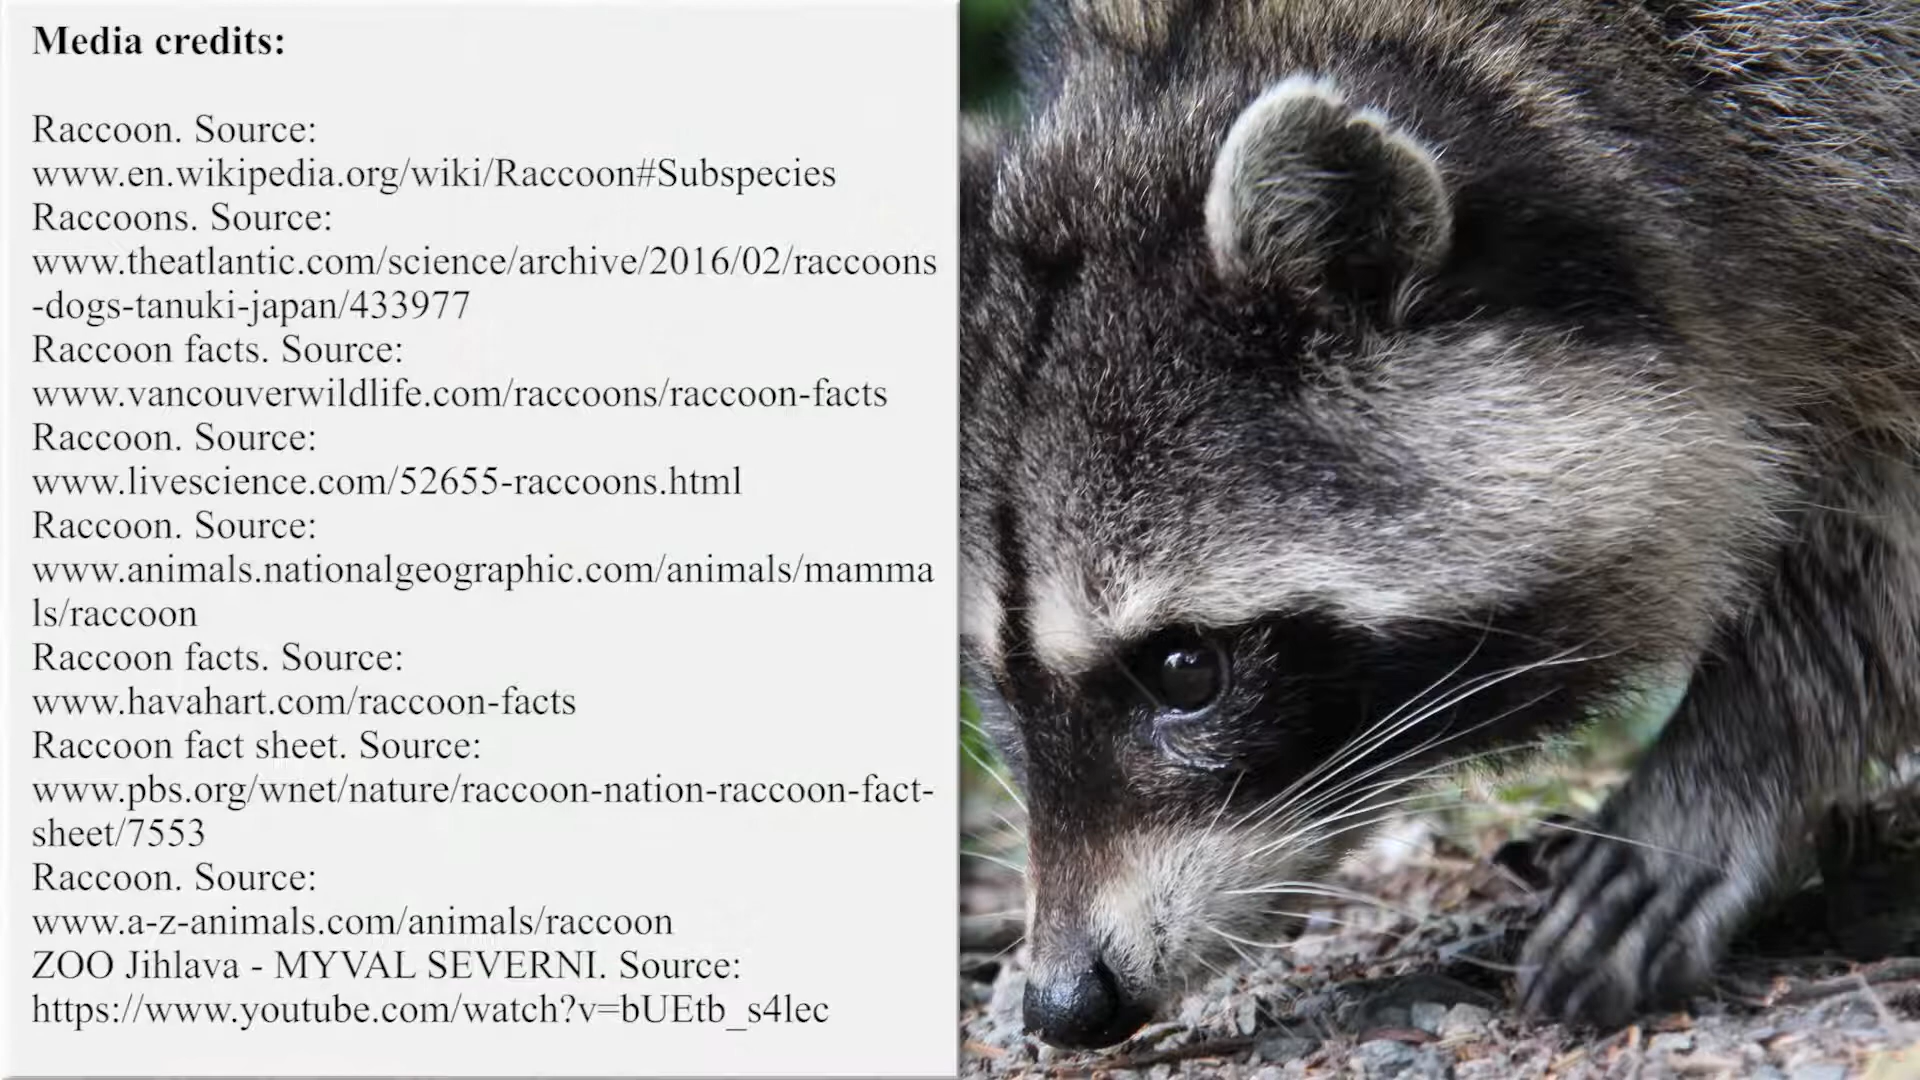 Media credits:
Raccoon. Source:
www.en.wikipedia.org/wiki/Raccoon#Subspecies
Raccoons. Source:
www.theatlantic.com/science/archive/2016/02/raccoons
-dogs-tanuki-japan/433977
Raccoon facts. Source:
www.vancouverwildlife.com/raccoons/raccoon-facts
Raccoon. Source:
www.livescience.com/52655-raccoons.html
Raccoon. Source:
www.animals.nationalgeographic.com/animals/mamma
ls/raccoon
Raccoon facts. Source:
www.havahart.com/raccoon-facts
Raccoon fact sheet. Source:
www.pbs.org/wnet/nature/raccoon-nation-raccoon-fact-
sheet/7553
Raccoon. Source:
www.a-z-animals.com/animals/raccoon
ZOO Jihlava - MYVAL SEVERNI. Source:
https://www.youtube.com/watch?v=bUEtb_s4lec